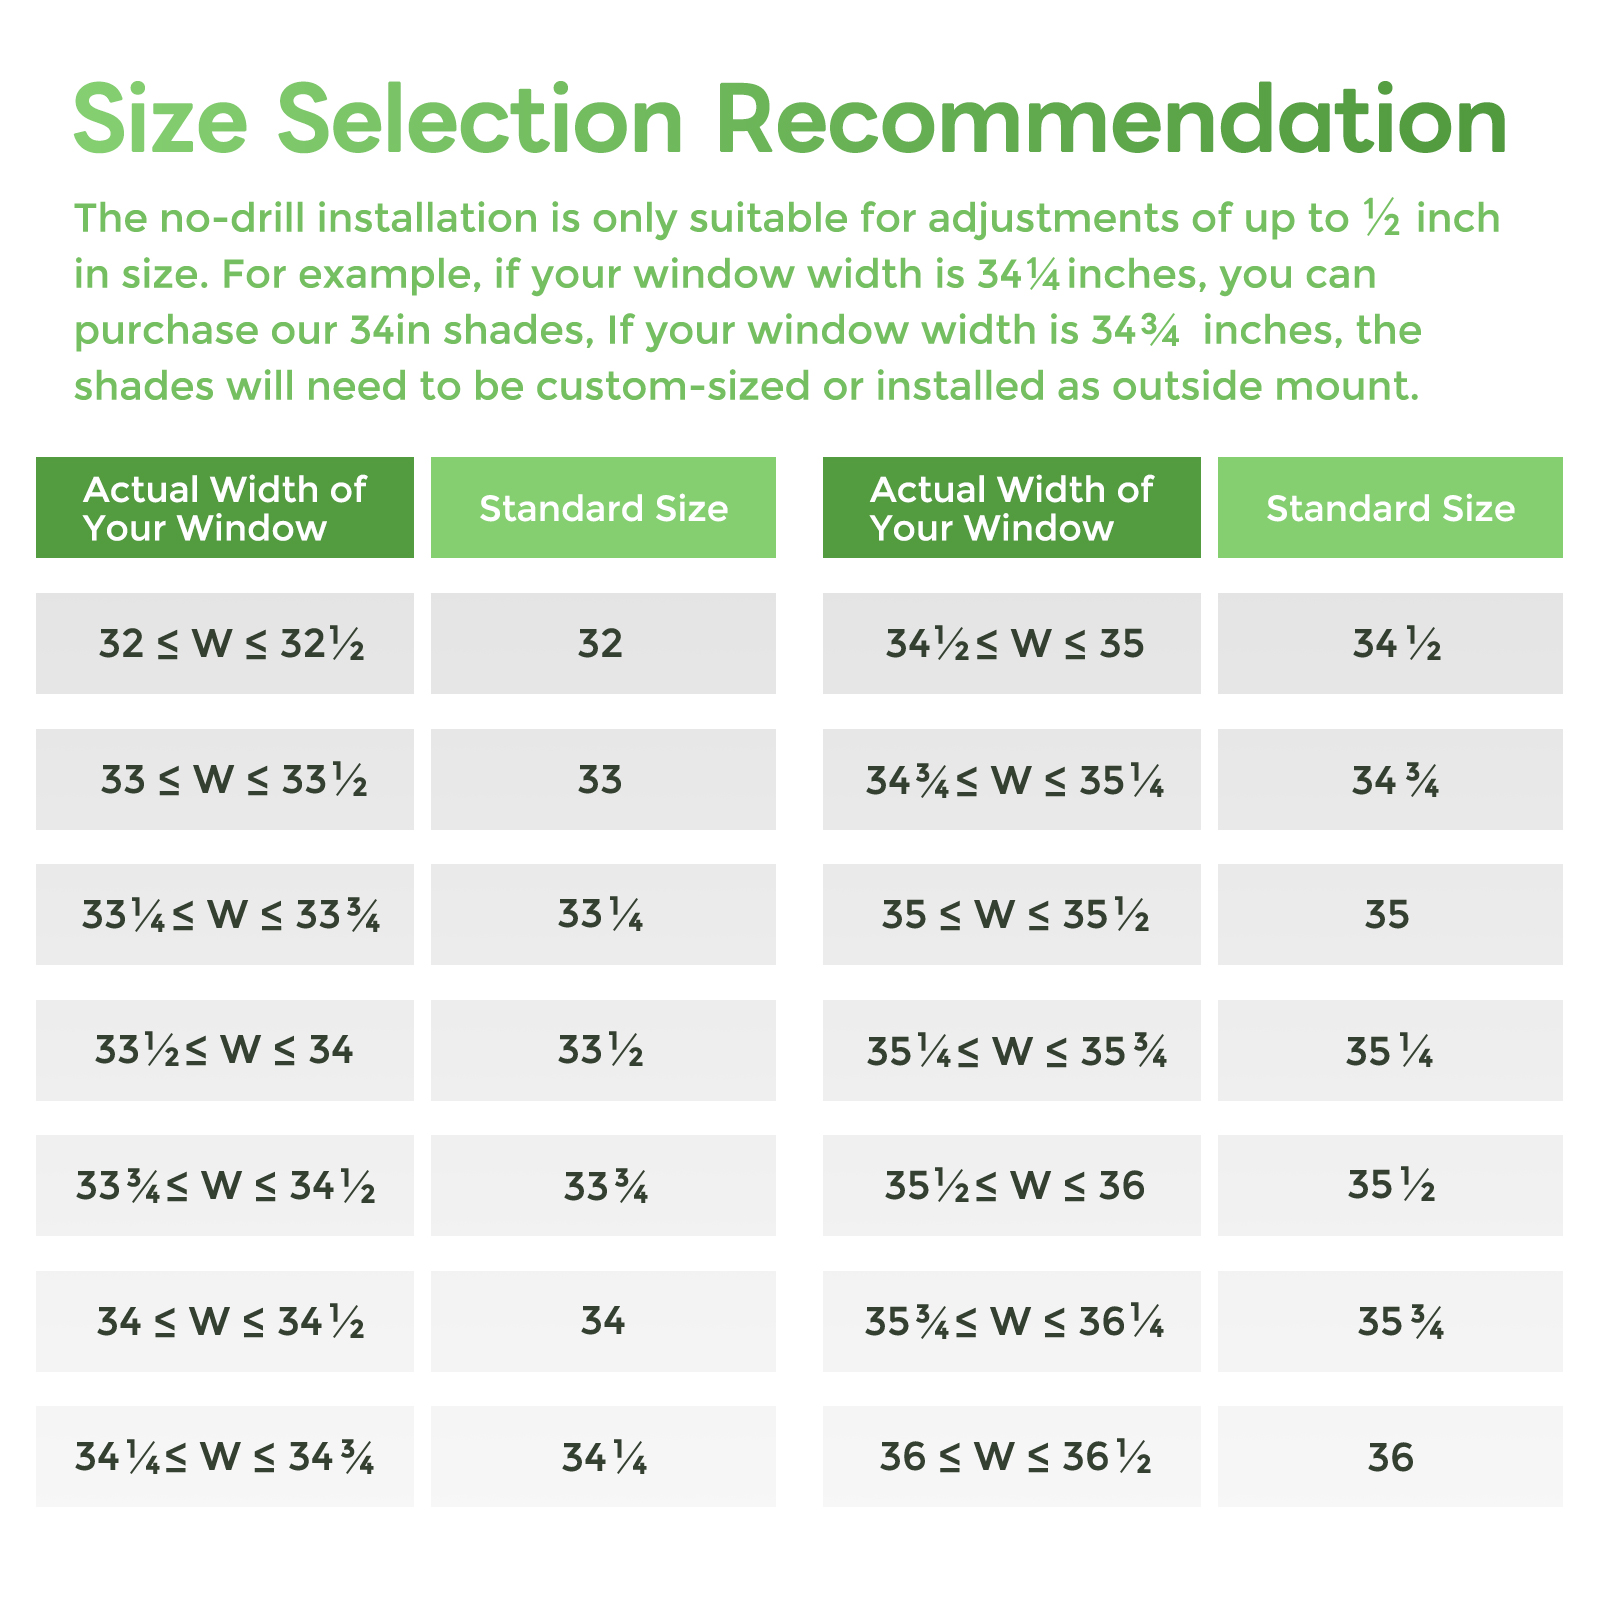 Size Selection Recommendation
The no-drill installation is only suitable for adjustments of up to ½ inch
in size. For example, if your window width is 34¼ inches, you can
purchase our 34in shades, If your window width is 34¾ inches, the
shades will need to be custom-sized or installed as outside mount.
Actual Width of
Your Window
Standard Size
32 ≤ W ≤ 32½
32
33 ≤ W ≤ 33½
33
33¼ ≤ W ≤ 33¾
33¼
33½ ≤ W ≤ 34
33½
33¾ ≤ W ≤ 34½
33¾
34 ≤ W ≤ 34½
34
34¼ ≤ W ≤ 34¾
34¼
Actual Width of
Your Window
Standard Size
34½ ≤ W ≤ 35
34½
34¾ ≤ W ≤ 35¼
34¾
35 ≤ W ≤ 35½
35
35¼ ≤ W ≤ 35¾
35¼
35½ ≤ W ≤ 36
35½
35¾ ≤ W ≤ 36¼
35¾
36 ≤ W ≤ 36½
36